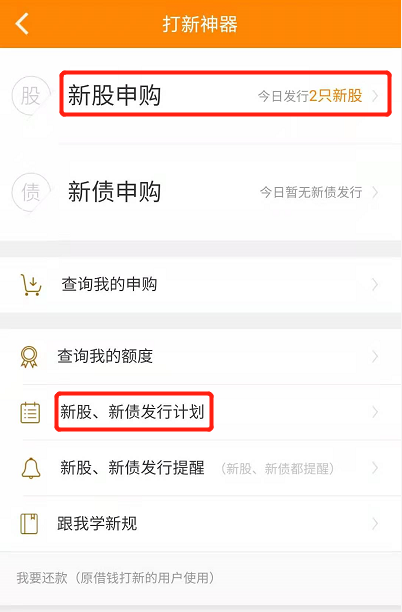 打新神器
股
新股申购
今日发行2只新股
债
新债申购
今日暂无新债发行
查询我的申购
查询我的额度
新股、新债发行计划
新股、新债发行提醒 （新股、新债都提醒）
跟我学新规
我要还款（原借钱打新的用户使用）